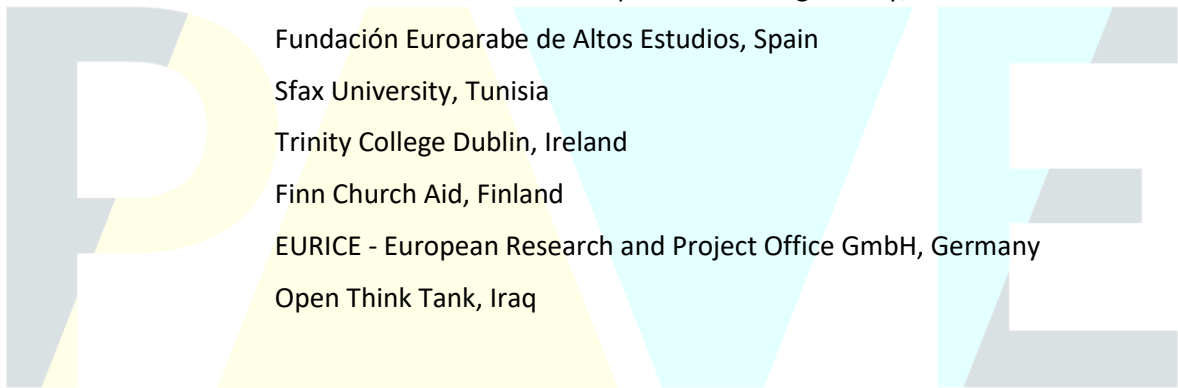 Fundación Euroarabe de Altos Estudios, Spain
Sfax University, Tunisia
Trinity College Dublin, Ireland
Finn Church Aid, Finland
EURICE - European Research and Project Office GmbH, Germany
Open Think Tank, Iraq
PAVE